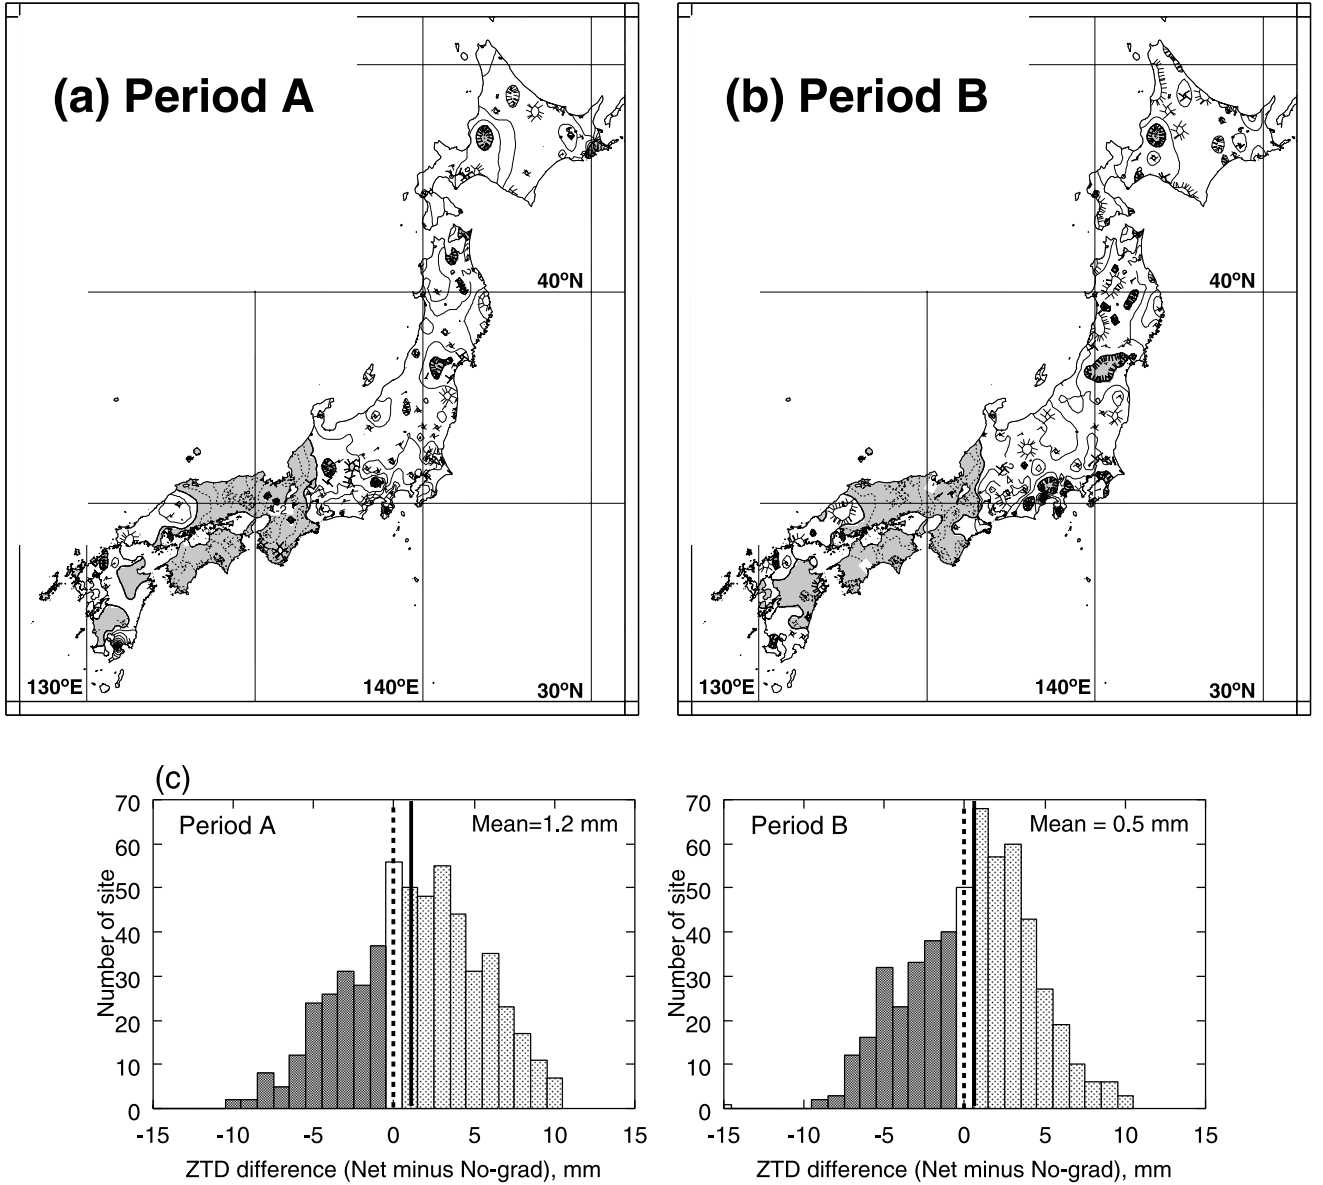 (a) Period A
40°N
130°E
140°E
30°N
(b) Period B
40°N
130°E
140°E
30°N
(c)
Period A
Mean=1.2 mm
Number of site
70
60
50
40
30
20
10
0
-15 -10 -5 0 5 10 15
ZTD difference (Net minus No-grad), mm
Period B
Mean = 0.5 mm
Number of site
70
60
50
40
30
20
10
0
-15 -10 -5 0 5 10 15
ZTD difference (Net minus No-grad), mm